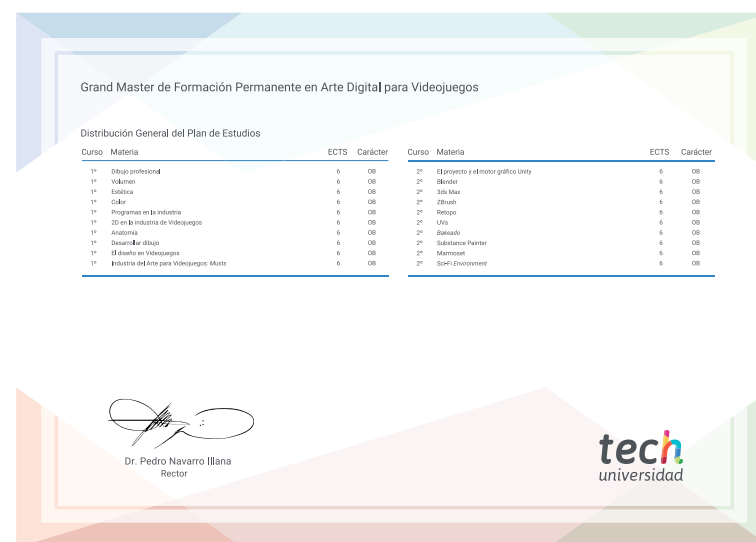 Grand Master de Formación Permanente en Arte Digital para Videojuegos
Distribución General del Plan de Estudios
Curso Materia ECTS Carácter
1º Dibujo profesional 6 OB
1º Volumen 6 OB
1º Estética 6 OB
1º Color 6 OB
1º Programas en la industria 6 OB
1º 2D en la industria de Videojuegos 6 OB
1º Anatomía 6 OB
1º Desarrollar dibujo 6 OB
1º El diseño en Videojuegos 6 OB
1º Industria del Arte para Videojuegos: Musts 6 OB
Curso Materia ECTS Carácter
2º El proyecto y el motor gráfico Unity 6 OB
2º Blender 6 OB
2º 3ds Max 6 OB
2º ZBrush 6 OB
2º Retopo 6 OB
2º UVs 6 OB
2º Bakeado 6 OB
2º Substance Painter 6 OB
2º Marmoset 6 OB
2º Sci-Fi Environment 6 OB
Dr. Pedro Navarro Illana
Rector
tech
universidad